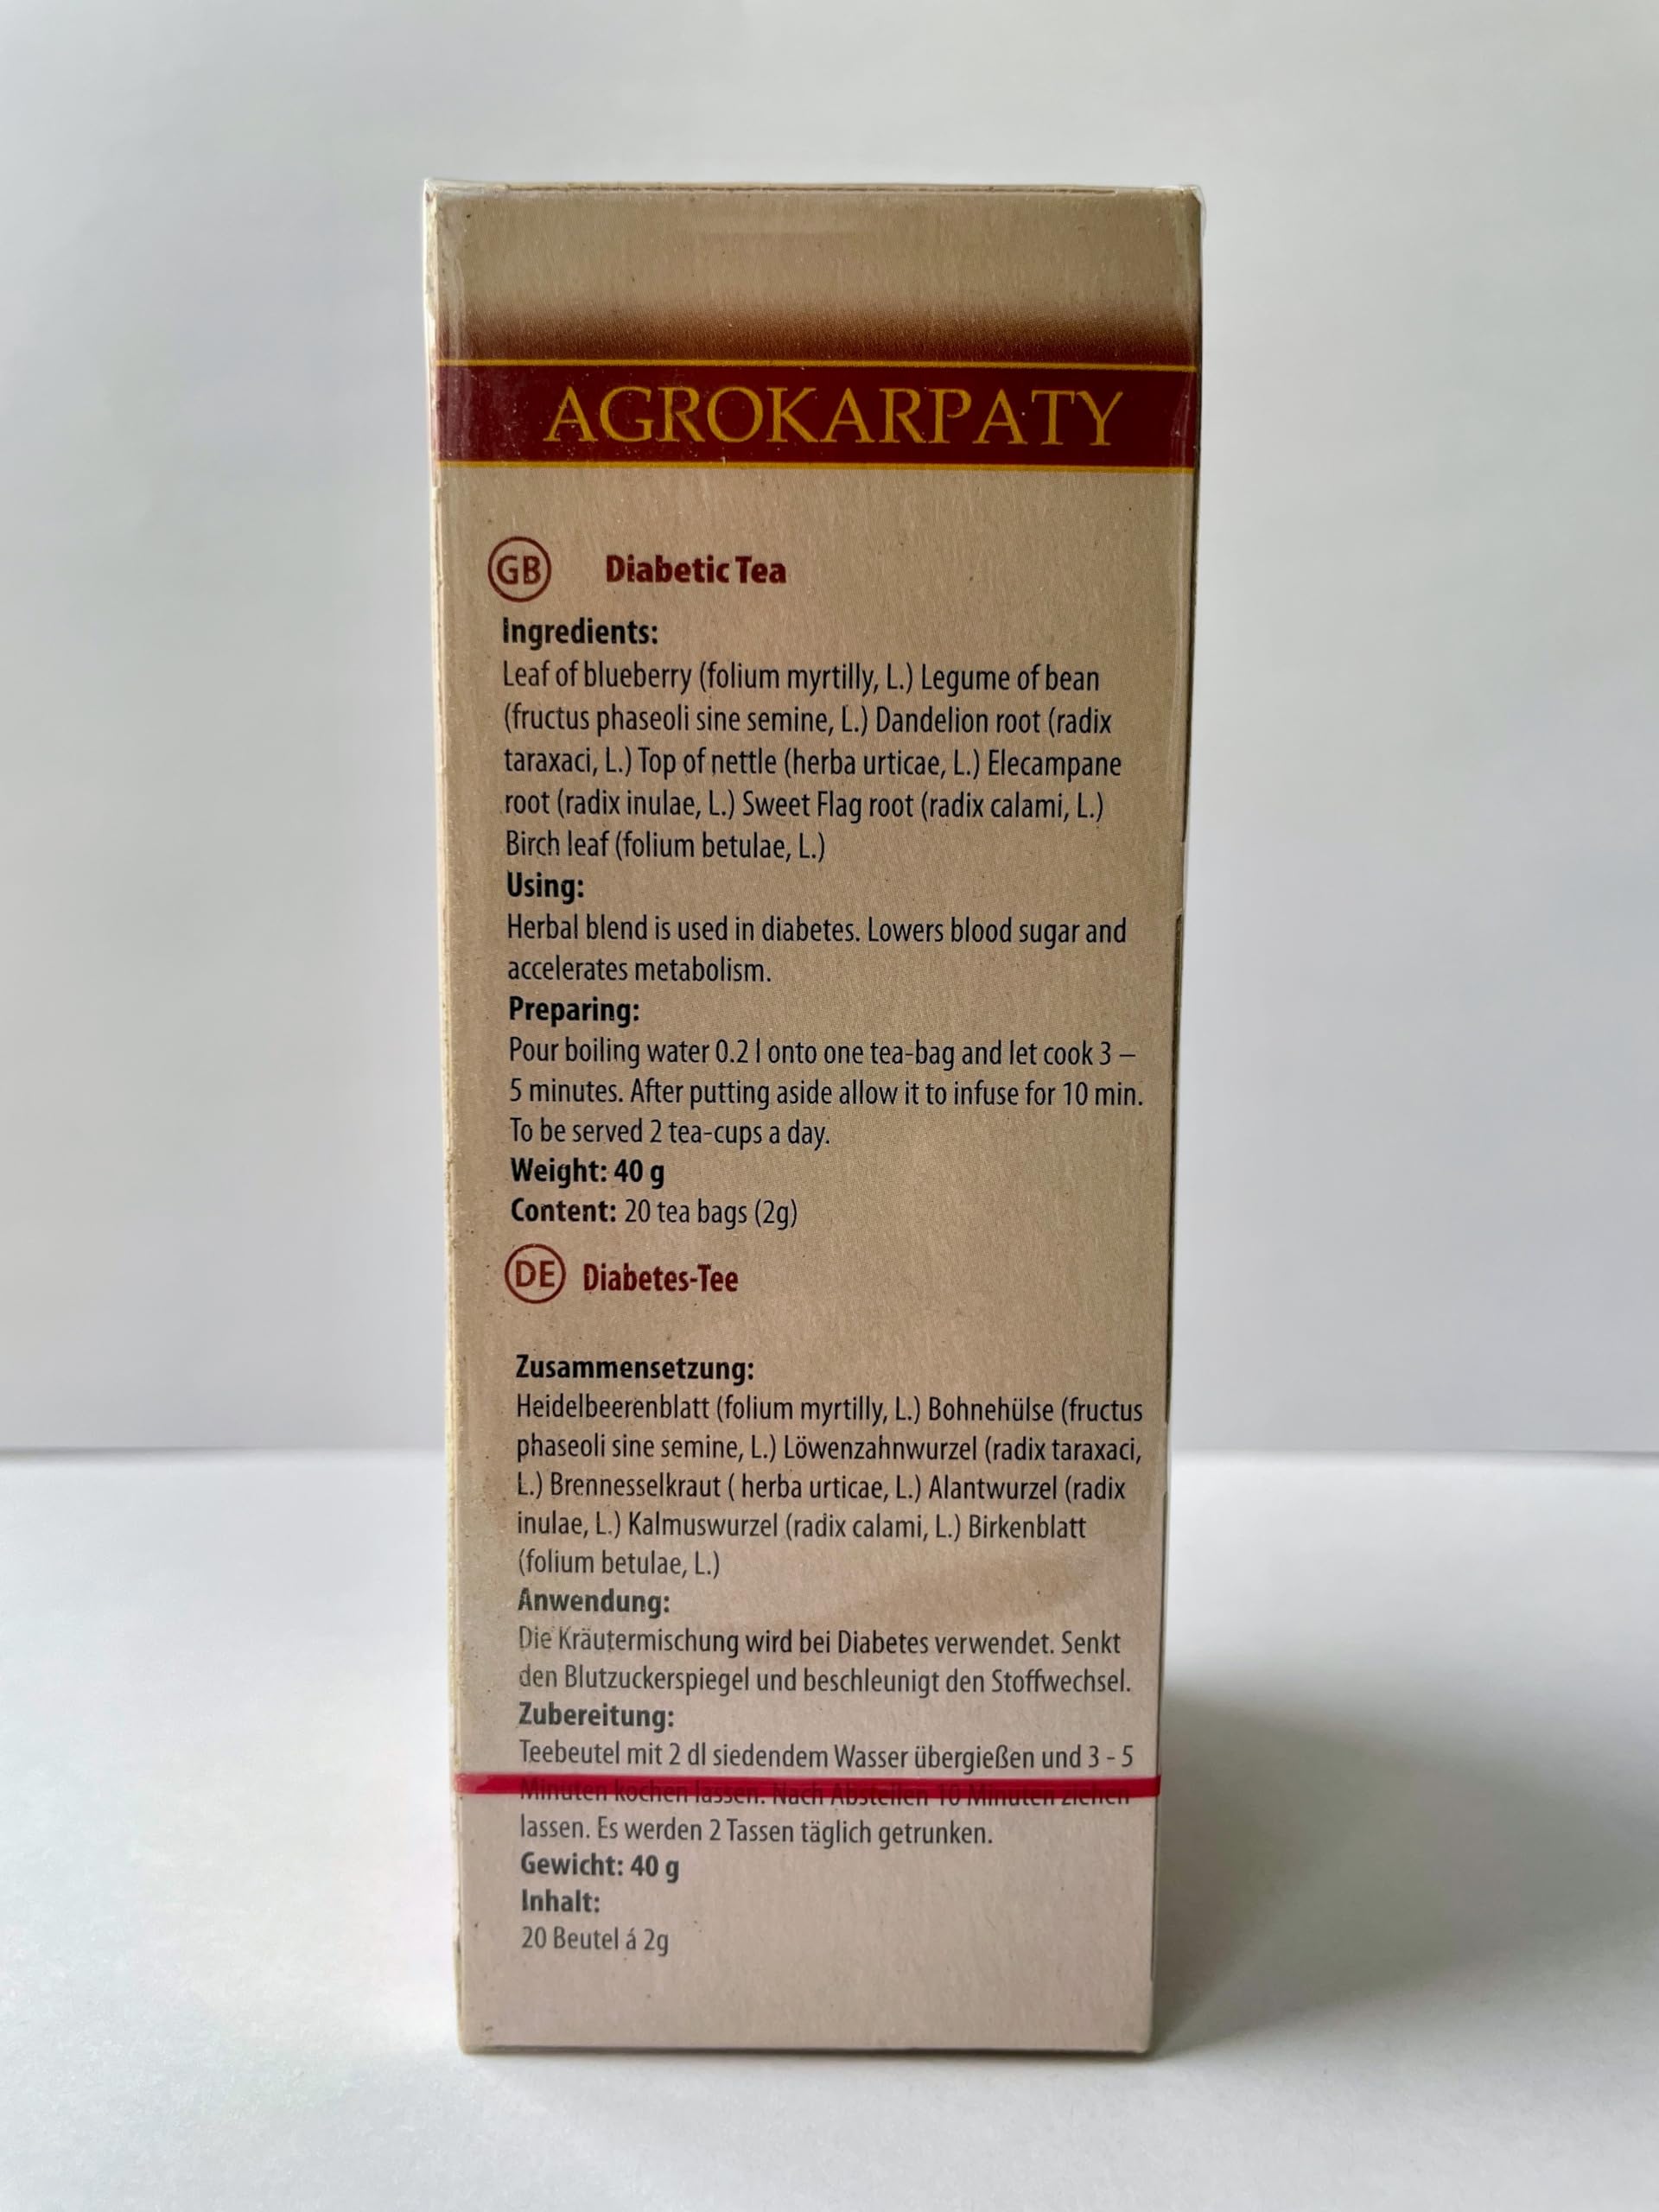 AGROKARPATY
GB Diabetic Tea
Ingredients:
Leaf of blueberry (folium myrtilly, L.) Legume of bean
(fructus phaseoli sine semine, L.) Dandelion root (radix
taraxaci, L.) Top of nettle (herba urticae, L.) Elecampane
root (radix inulae, L.) Sweet Flag root (radix calami, L.)
Birch leaf (folium betulae, L.)
Using:
Herbal blend is used in diabetes. Lowers blood sugar and
accelerates metabolism.
Preparing:
Pour boiling water 0.2 l onto one tea-bag and let cook 3 –
5 minutes. After putting aside allow it to infuse for 10 min.
To be served 2 tea-cups a day.
Weight: 40 g
Content: 20 tea bags (2g)
DE Diabetes-Tee
Zusammensetzung:
Heidelbeerenblatt (folium myrtilly, L.) Bohnehülse (fructus
phaseoli sine semine, L.) Löwenzahnwurzel (radix taraxaci,
L.) Brennesselkraut ( herba urticae, L.) Alantwurzel (radix
inulae, L.) Kalmuswurzel (radix calami, L.) Birkenblatt
(folium betulae, L.)
Anwendung:
Die Kräutermischung wird bei Diabetes verwendet. Senkt
den Blutzuckerspiegel und beschleunigt den Stoffwechsel.
Zubereitung:
Teebeutel mit 2 dl siedendem Wasser übergießen und 3 - 5
Minuten kochen lassen. Nach Abstellen 10 Minuten ziehen
lassen. Es werden 2 Tassen täglich getrunken.
Gewicht: 40 g
Inhalt:
20 Beutel á 2g